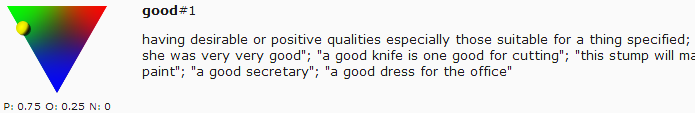 good#1
having desirable or positive qualities especially those suitable for a thing specified;
she was very very good"; "a good knife is one good for cutting"; "this stump will ma
paint"; "a good secretary"; "a good dress for the office"
P: 0.75 O: 0.25 N: 0